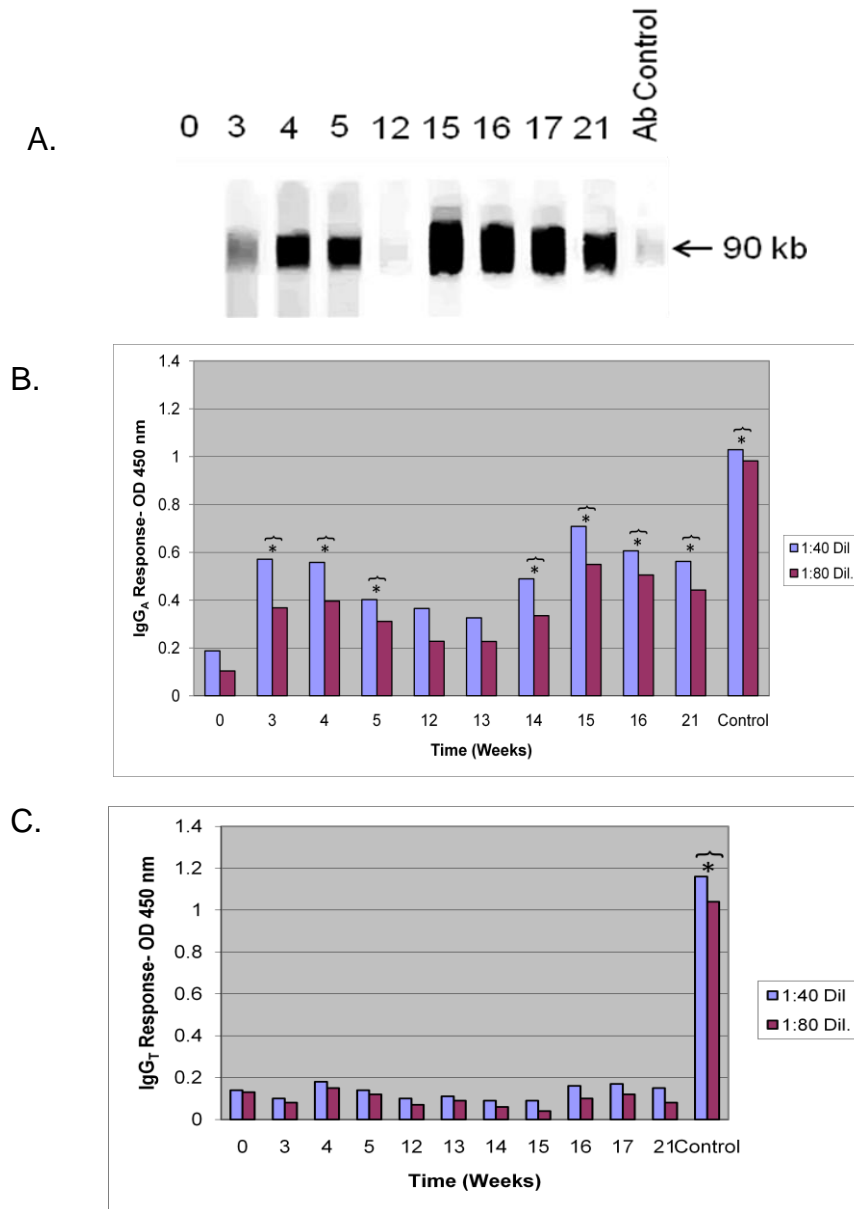 A.
0 3 4 5 12 15 16 17 21 Ab Control
← 90 kb
B.
IgG_A Response- OD 450 nm
1.4
1.2
1
0.8
0.6
0.4
0.2
0
* * * * * * * *
0 3 4 5 12 13 14 15 16 21 Control
Time (Weeks)
1:40 Dil
1:80 Dil.
C.
IgG_T Response- OD 450 nm
1.4
1.2
1
0.8
0.6
0.4
0.2
0
*
0 3 4 5 12 13 14 15 16 17 21Control
Time (Weeks)
1:40 Dil
1:80 Dil.